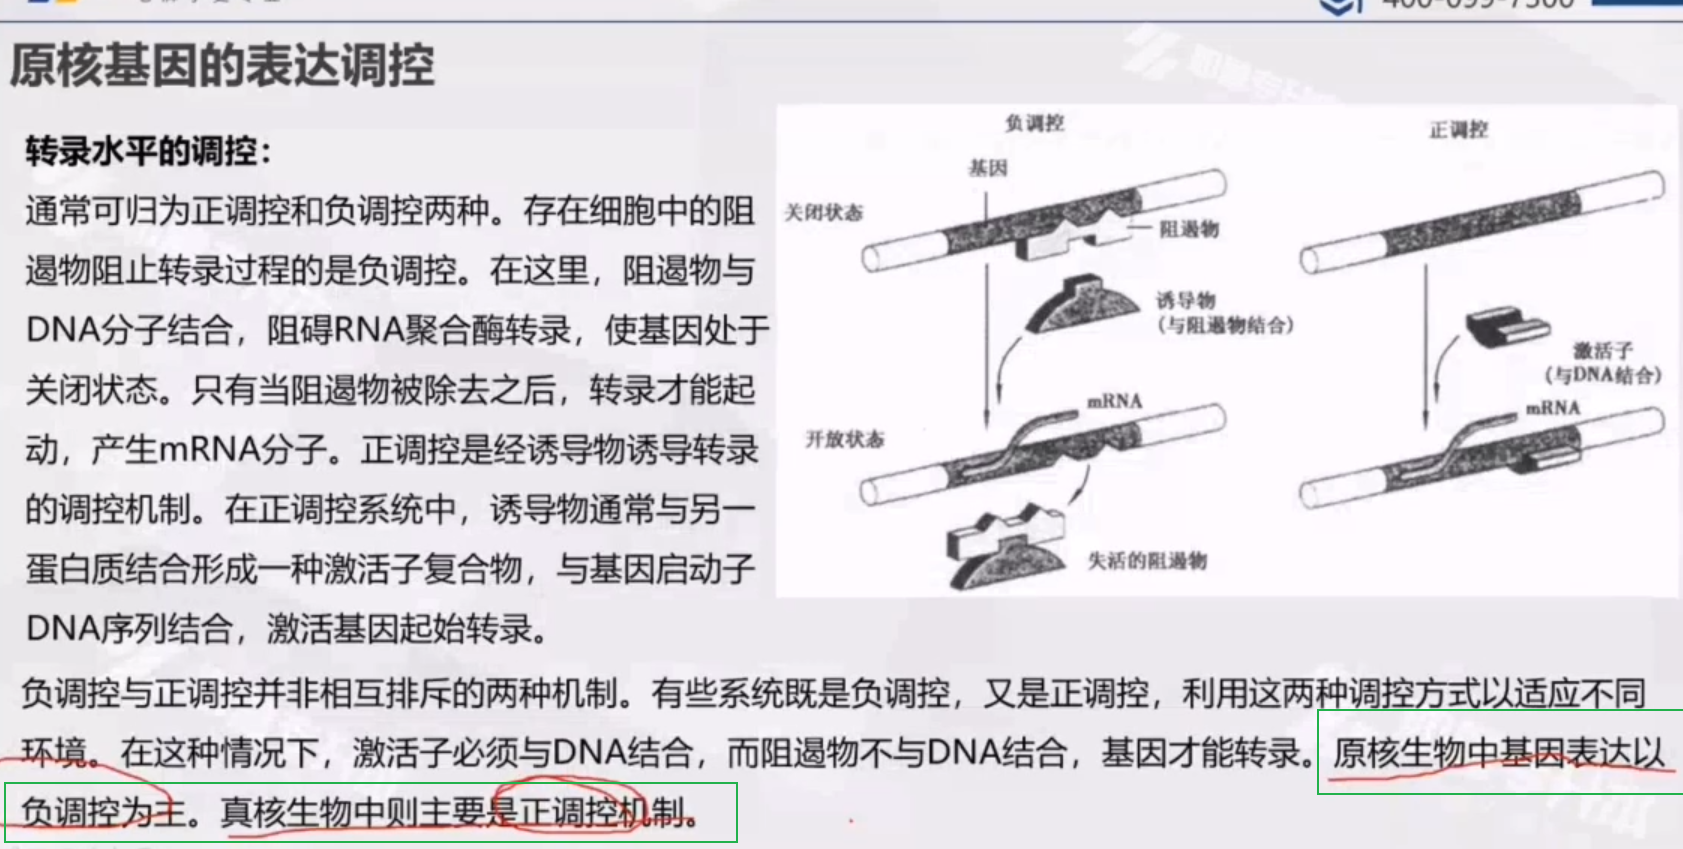 原核基因的表达调控
转录水平的调控：
通常可归为正调控和负调控两种。存在细胞中的阻
遏物阻止转录过程的是负调控。在这里，阻遏物与
DNA分子结合，阻碍RNA聚合酶转录，使基因处于
关闭状态。只有当阻遏物被除去之后，转录才能起
动，产生mRNA分子。正调控是经诱导物诱导转录
的调控机制。在正调控系统中，诱导物通常与另一
蛋白质结合形成一种激活子复合物，与基因启动子
DNA序列结合，激活基因起始转录。
负调控
正调控
基因
关闭状态
阻遏物
诱导物
（与阻遏物结合）
激活子
（与DNA结合）
mRNA
mRNA
开放状态
失活的阻遏物
负调控与正调控并非相互排斥的两种机制。有些系统既是负调控，又是正调控，利用这两种调控方式以适应不同
环境。在这种情况下，激活子必须与DNA结合，而阻遏物不与DNA结合，基因才能转录。原核生物中基因表达以
负调控为主。真核生物中则主要是正调控机制。